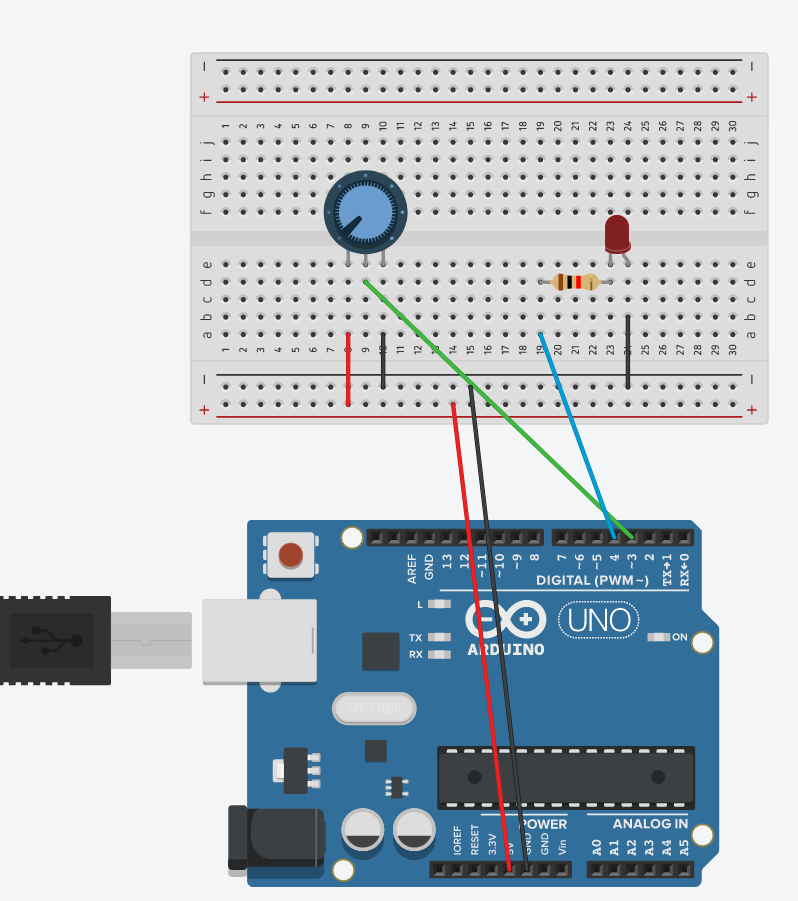 − −
+ +
1 2 3 4 5 6 7 8 9 10 11 12 13 14 15 16 17 18 19 20 21 22 23 24 25 26 27 28 29 30
j j
i i
h h
g g
f f
e e
d d
c c
b b
a a
1 2 3 4 5 6 7 8 9 10 11 12 13 14 15 16 17 18 19 20 21 22 23 24 25 26 27 28 29 30
− −
+ +
AREF GND 13 12 ~11 ~10 ~9 8 7 ~6 ~5 4 ~3 2 TX→1 RX←0
DIGITAL (PWM~)
L
TX
RX
ARDUINO
UNO
ON
POWER ANALOG IN
IOREF RESET 3.3V 5V GND GND Vin A0 A1 A2 A3 A4 A5